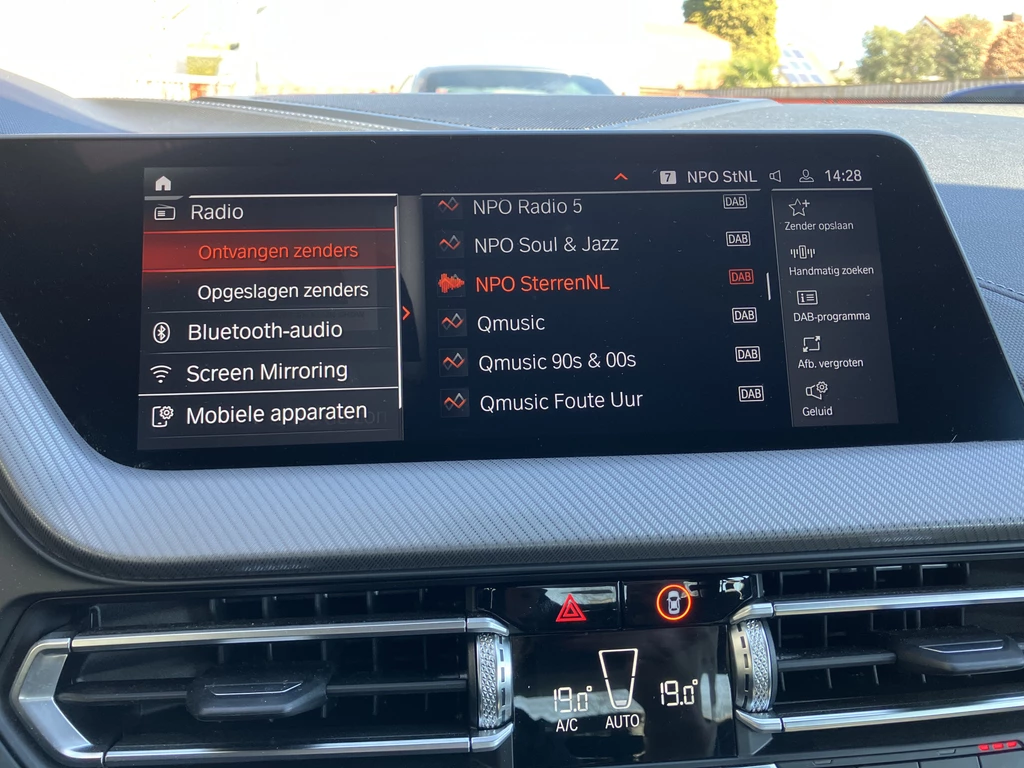 7 NPO StNL 14:28
Radio
Ontvangen zenders
Opgeslagen zenders
Bluetooth-audio
Screen Mirroring
Mobiele apparaten
NPO Radio 5 DAB
NPO Soul & Jazz DAB
NPO SterrenNL DAB
Qmusic DAB
Qmusic 90s & 00s DAB
Qmusic Foute Uur DAB
Zender opslaan
Handmatig zoeken
DAB-programma
Afb. vergroten
Geluid
19.0° 19.0°
A/C AUTO